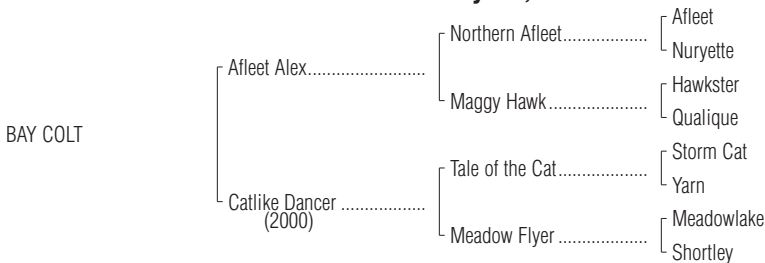 Afleet
Northern Afleet..................
Nuryette
Afleet Alex.........................
Hawkster
Maggy Hawk.....................
Qualique
BAY COLT
Storm Cat
Tale of the Cat...................
Yarn
Catlike Dancer ..................
(2000)
Meadowlake
Meadow Flyer ...................
Shortley